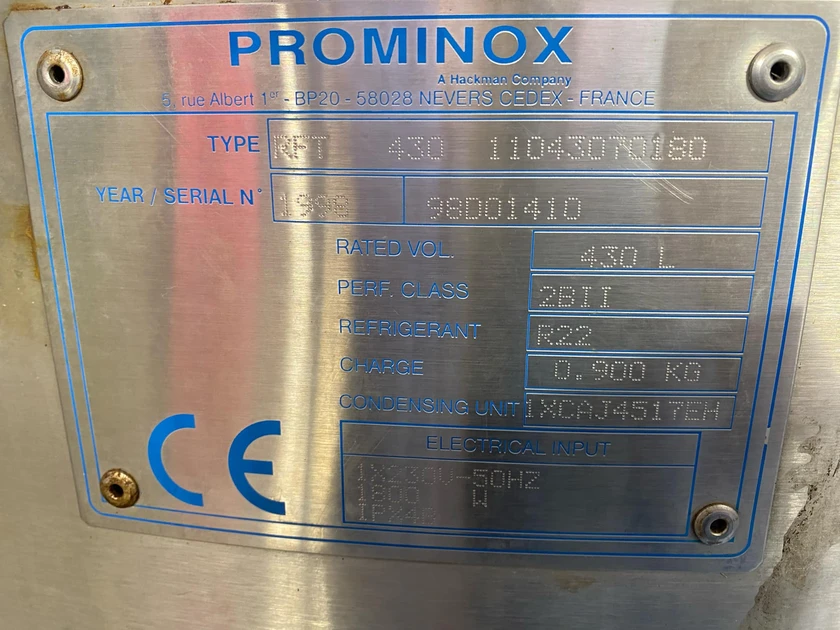 PROMINOX
A Hackman Company
5, rue Albert 1er - BP20 - 58028 NEVERS CEDEX - FRANCE
TYPE RFT 430 11043070180
YEAR / SERIAL N° 1998 98D01410
RATED VOL. 430 L
PERF. CLASS 2BII
REFRIGERANT R22
CHARGE 0.900 KG
CONDENSING UNIT 1XCAJ4517EH
CE
ELECTRICAL INPUT
1X230V-50HZ
1800 W